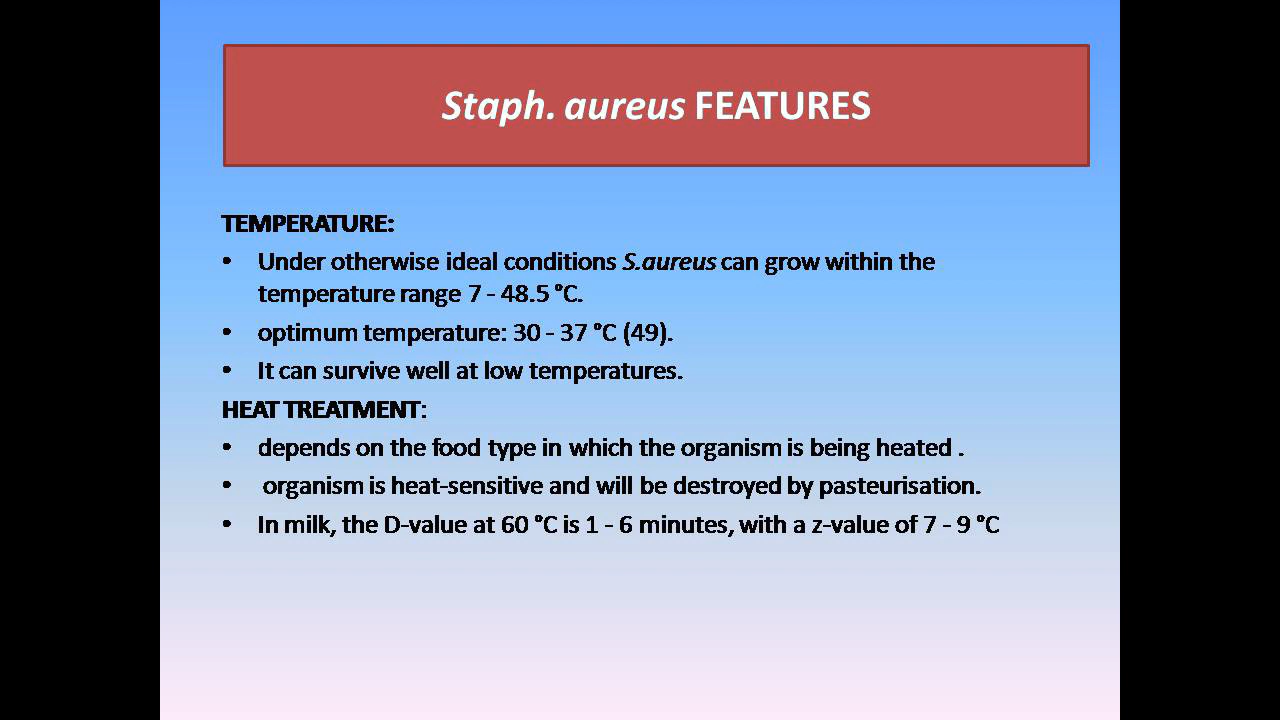 Staph. aureus FEATURES
TEMPERATURE:
• Under otherwise ideal conditions S.aureus can grow within the
temperature range 7 - 48.5 °C.
• optimum temperature: 30 - 37 °C (49).
• It can survive well at low temperatures.
HEAT TREATMENT:
• depends on the food type in which the organism is being heated .
• organism is heat-sensitive and will be destroyed by pasteurisation.
• In milk, the D-value at 60 °C is 1 - 6 minutes, with a z-value of 7 - 9 °C